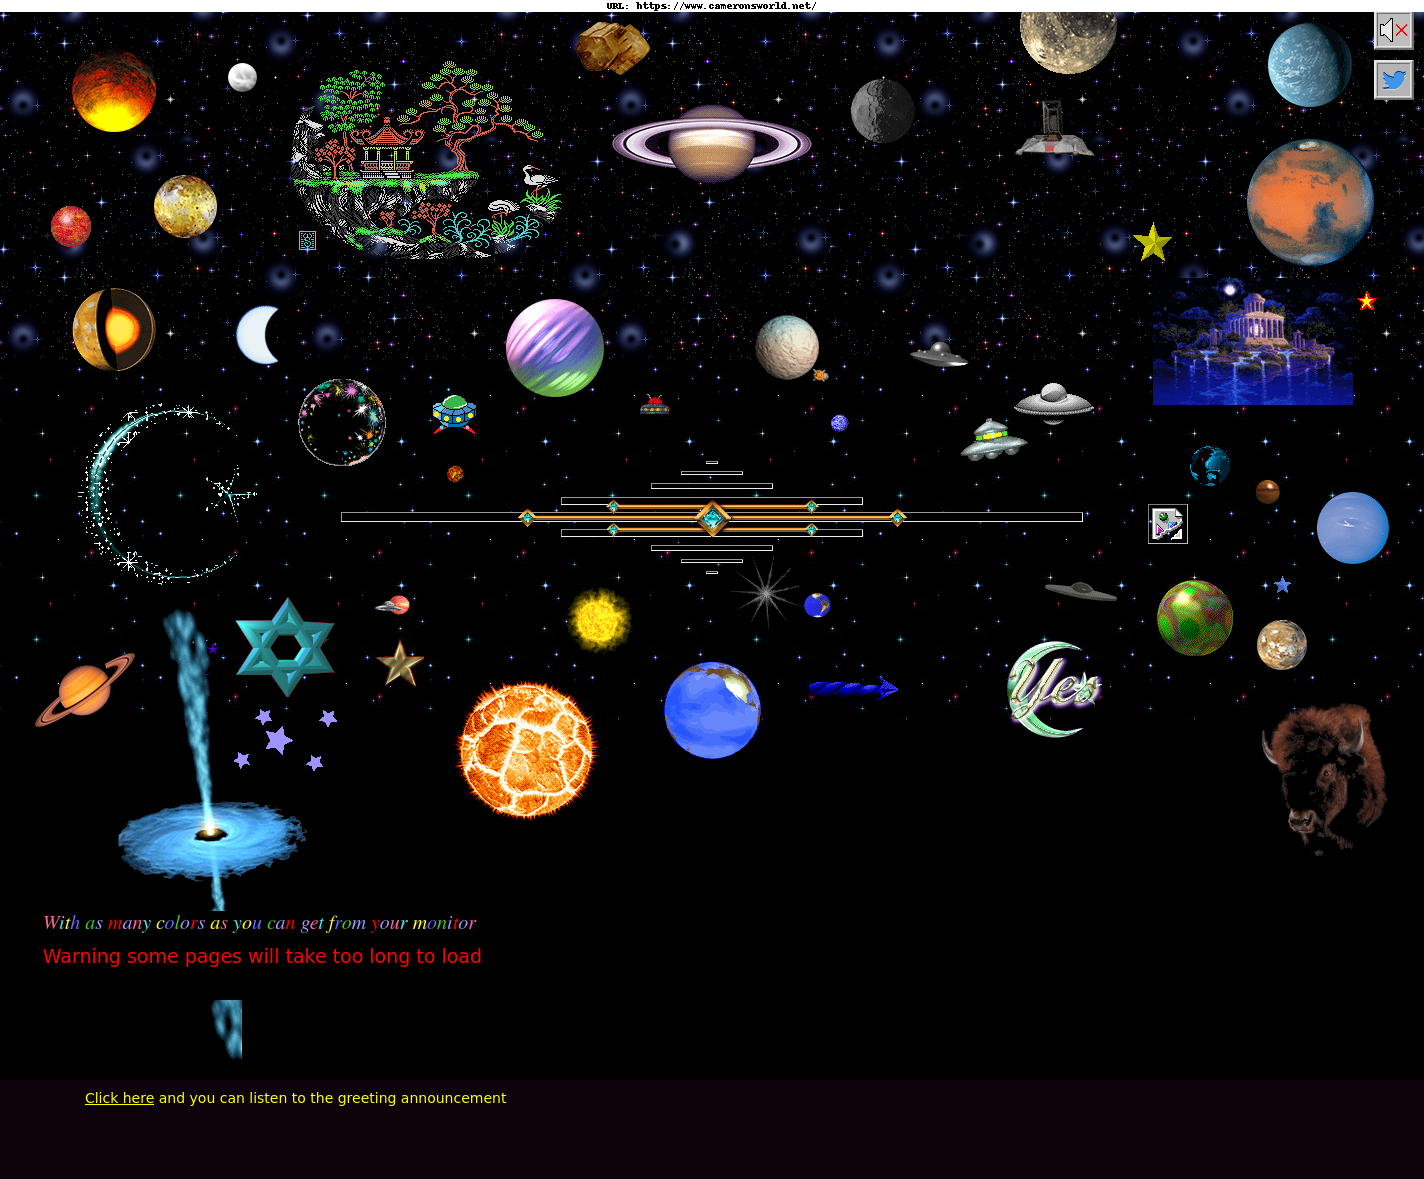 URL: https://www.cameronsworld.net/
Yes
With as many colors as you can get from your monitor
Warning some pages will take too long to load
Click here and you can listen to the greeting announcement